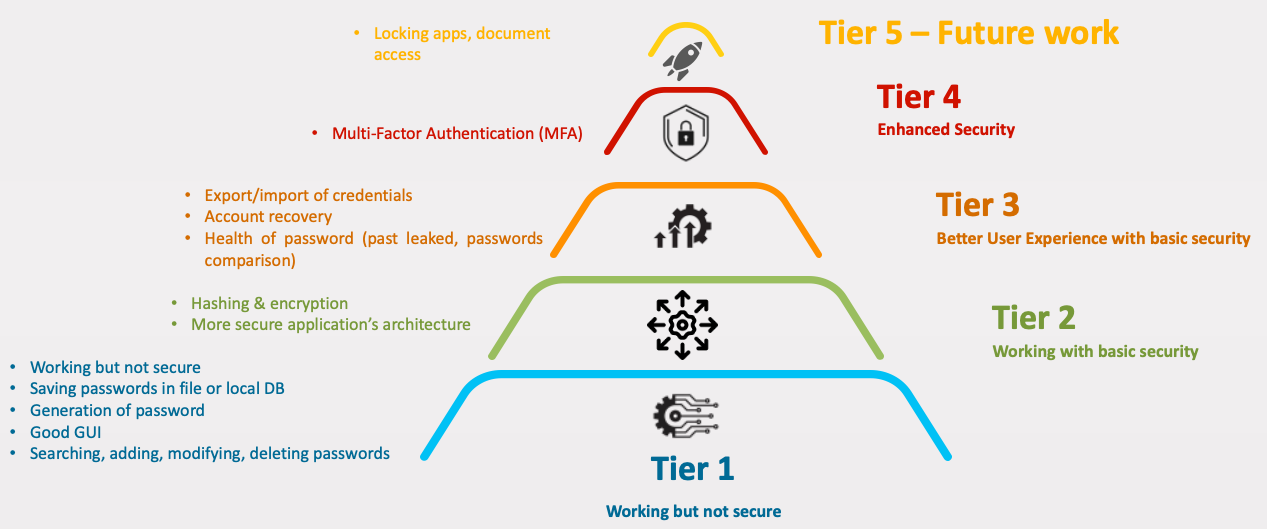 • Locking apps, document
access
Tier 5 – Future work
Tier 4
Enhanced Security
• Multi-Factor Authentication (MFA)
• Export/import of credentials
• Account recovery
• Health of password (past leaked, passwords
comparison)
Tier 3
Better User Experience with basic security
• Hashing & encryption
• More secure application’s architecture
Tier 2
Working with basic security
• Working but not secure
• Saving passwords in file or local DB
• Generation of password
• Good GUI
• Searching, adding, modifying, deleting passwords
Tier 1
Working but not secure